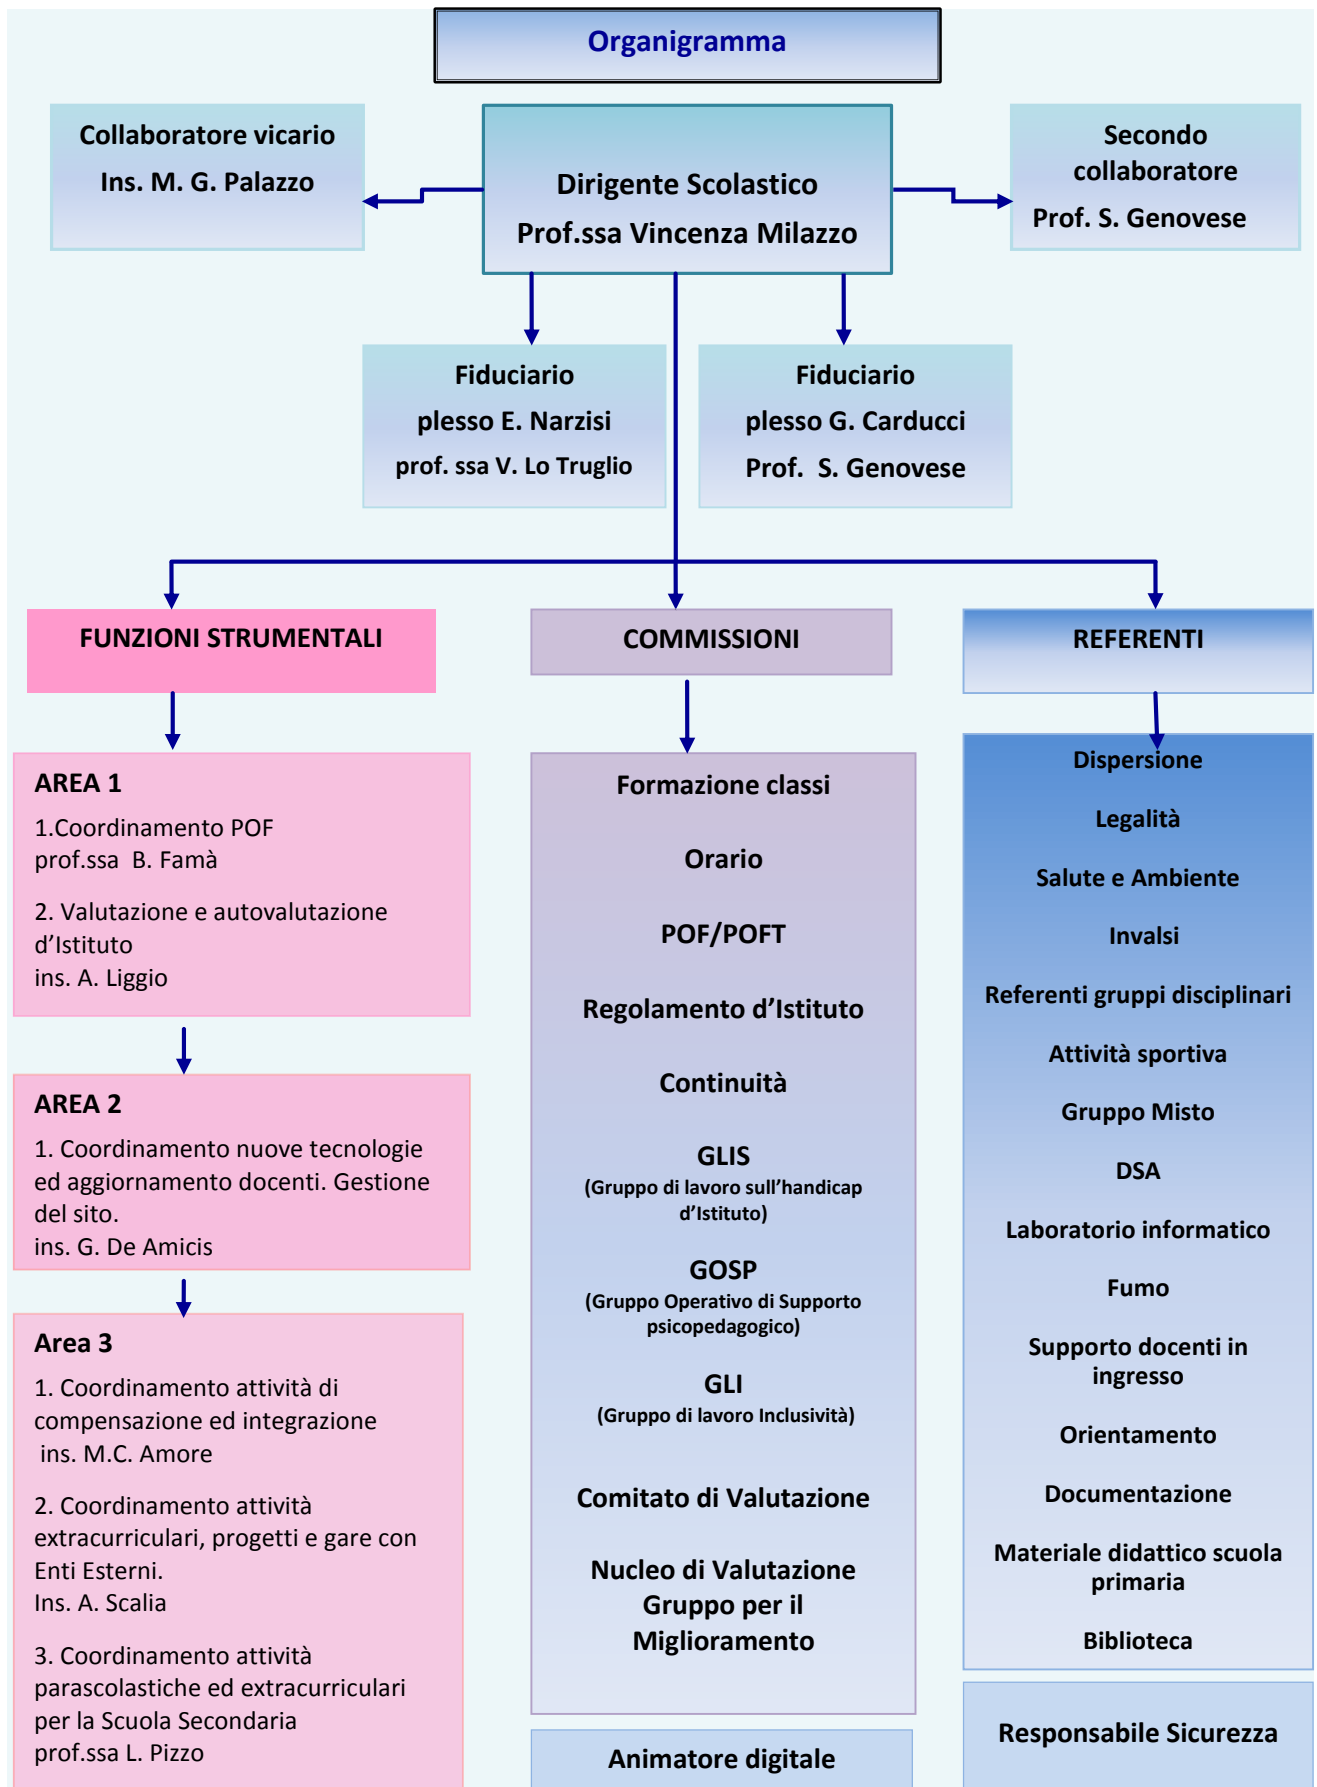 Organigramma
Collaboratore vicario
Ins. M. G. Palazzo
Dirigente Scolastico
Prof.ssa Vincenza Milazzo
Secondo
collaboratore
Prof. S. Genovese
Fiduciario
plesso E. Narzisi
prof. ssa V. Lo Truglio
Fiduciario
plesso G. Carducci
Prof. S. Genovese
FUNZIONI STRUMENTALI
AREA 1
1.Coordinamento POF
prof.ssa B. Famà
2. Valutazione e autovalutazione
d’Istituto
ins. A. Liggio
AREA 2
1. Coordinamento nuove tecnologie
ed aggiornamento docenti. Gestione
del sito.
ins. G. De Amicis
Area 3
1. Coordinamento attività di
compensazione ed integrazione
ins. M.C. Amore
2. Coordinamento attività
extracurriculari, progetti e gare con
Enti Esterni.
Ins. A. Scalia
3. Coordinamento attività
parascolastiche ed extracurriculari
per la Scuola Secondaria
prof.ssa L. Pizzo
COMMISSIONI
Formazione classi
Orario
POF/POFT
Regolamento d’Istituto
Continuità
GLIS
(Gruppo di lavoro sull’handicap
d’Istituto)
GOSP
(Gruppo Operativo di Supporto
psicopedagogico)
GLI
(Gruppo di lavoro Inclusività)
Comitato di Valutazione
Nucleo di Valutazione
Gruppo per il
Miglioramento
Animatore digitale
REFERENTI
Dispersione
Legalità
Salute e Ambiente
Invalsi
Referenti gruppi disciplinari
Attività sportiva
Gruppo Misto
DSA
Laboratorio informatico
Fumo
Supporto docenti in
ingresso
Orientamento
Documentazione
Materiale didattico scuola
primaria
Biblioteca
Responsabile Sicurezza